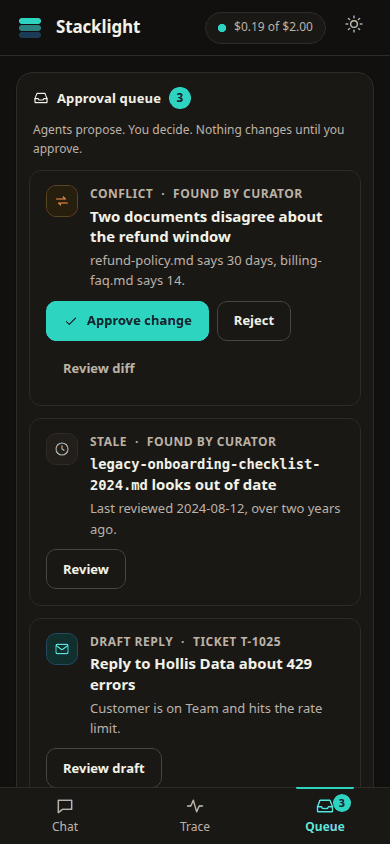 Stacklight
$0.19 of $2.00
Approval queue 3
Agents propose. You decide. Nothing changes until you
approve.
CONFLICT · FOUND BY CURATOR
Two documents disagree about
the refund window
refund-policy.md says 30 days, billing-
faq.md says 14.
Approve change
Reject
Review diff
STALE · FOUND BY CURATOR
legacy-onboarding-checklist-
2024.md looks out of date
Last reviewed 2024-08-12, over two years
ago.
Review
DRAFT REPLY · TICKET T-1025
Reply to Hollis Data about 429
errors
Customer is on Team and hits the rate
limit.
Review draft
Chat
Trace
3
Queue